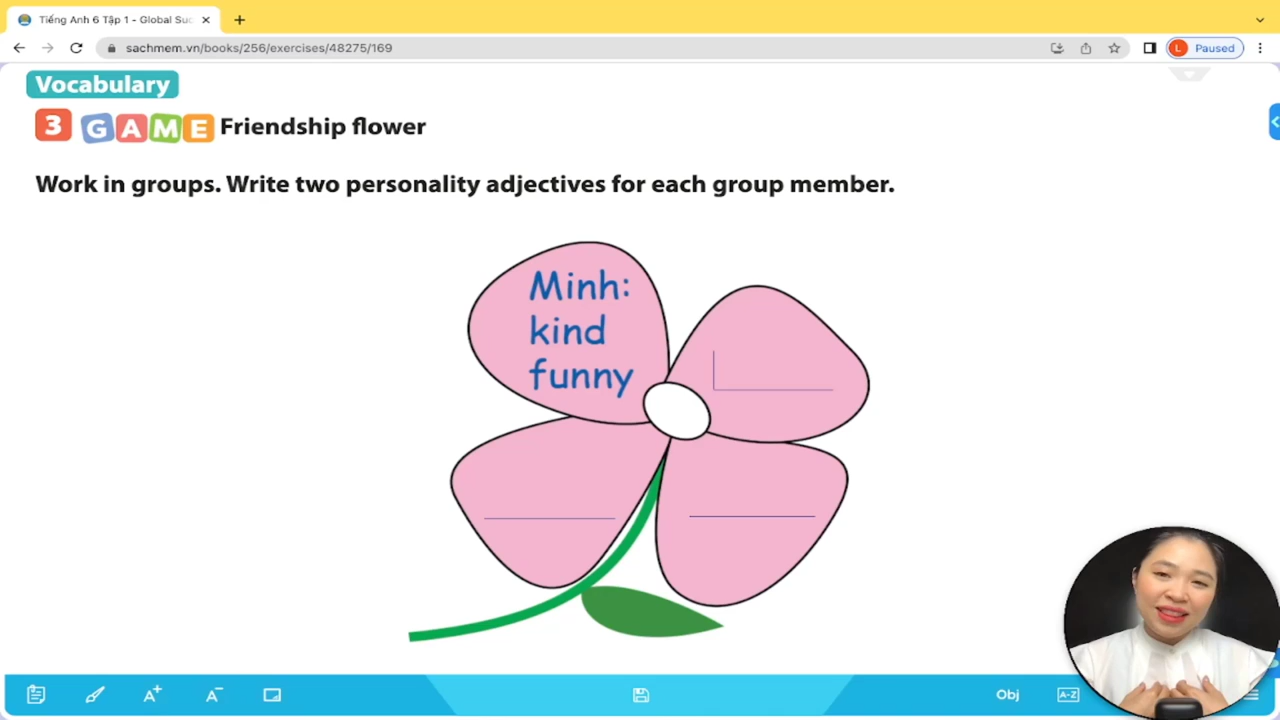 Tiếng Anh 6 Tập 1 - Global Suc
sachmem.vn/books/256/exercises/48275/169
L Paused
Vocabulary
3 GAME Friendship flower
Work in groups. Write two personality adjectives for each group member.
Minh:
kind
funny
A+ A- Obj A-Z